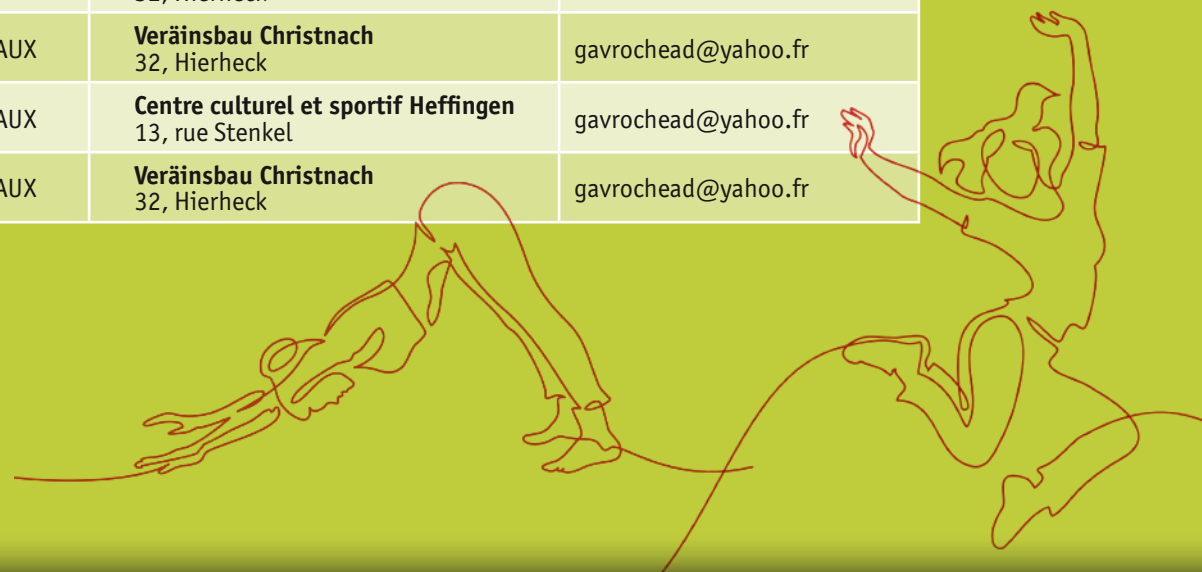 AUX
Veräinsbau Christnach
32, Hierheck
gavrochead@yahoo.fr
AUX
Centre culturel et sportif Heffingen
13, rue Stenkel
gavrochead@yahoo.fr
AUX
Veräinsbau Christnach
32, Hierheck
gavrochead@yahoo.fr